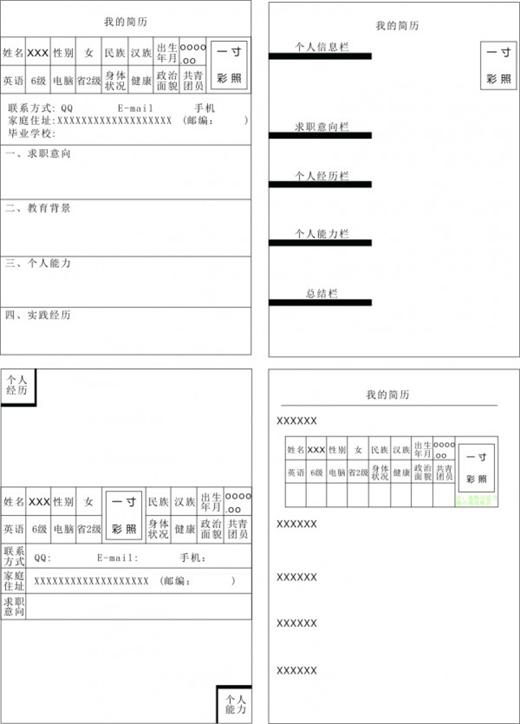 我的简历
姓名 XXX 性别 女 民族 汉族 出生年月 0000.00 一寸彩照
英语 6级 电脑 省2级 身体状况 健康 政治面貌 共青团员
联系方式: QQ E-mail 手机
家庭住址:XXXXXXXXXXXXXXXXXXX (邮编: )
毕业学校:
一、求职意向
二、教育背景
三、个人能力
四、实践经历
我的简历
个人信息栏
一寸彩照
求职意向栏
个人经历栏
个人能力栏
总结栏
个人经历
姓名 XXX 性别 女 一寸彩照 民族 汉族 出生年月 0000.00
英语 6级 电脑 省2级 身体状况 健康 政治面貌 共青团员
联系方式 QQ: E-mail: 手机:
家庭住址 XXXXXXXXXXXXXXXXXXX (邮编: )
求职意向
个人能力
我的简历
XXXXXX
姓名 XXX 性别 女 民族 汉族 出生年月 0000.00 一寸彩照
英语 6级 电脑 省2级 身体状况 健康 政治面貌 共青团员
XXXXXX
XXXXXX
XXXXXX
XXXXXX